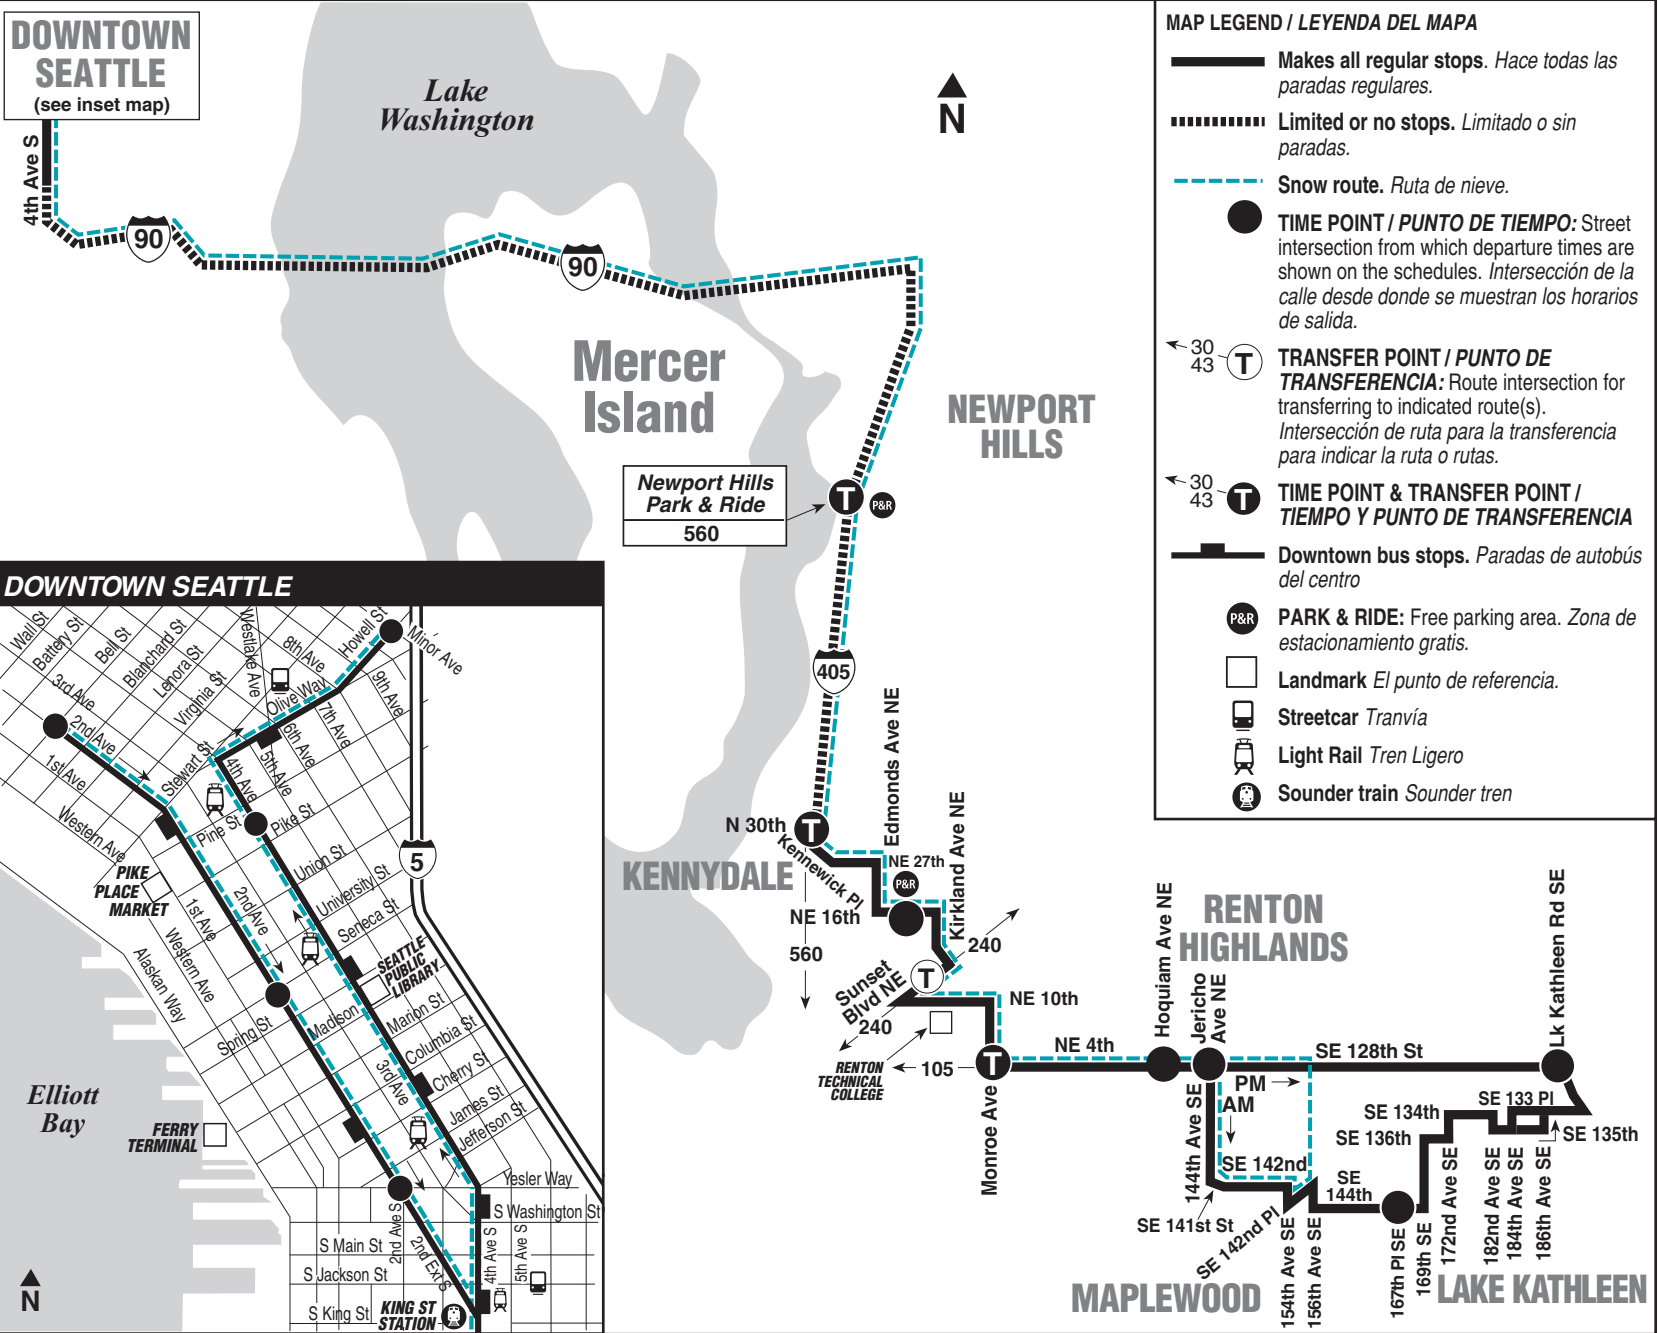 DOWNTOWN
SEATTLE
(see inset map)
4th Ave S
90
Lake
Washington
90
N
Mercer
Island
NEWPORT
HILLS
Newport Hills
Park & Ride
560
T
P&R
405
Edmonds Ave NE
Kirkland Ave NE
N 30th
T
Kennewick Pl
NE 27th
P&R
KENNYDALE
NE 16th
560
240
T
Sunset
Blvd NE
240
NE 10th
RENTON
TECHNICAL
COLLEGE
105
T
Monroe Ave
NE 4th
Hoquiam Ave NE
Jericho
Ave NE
RENTON
HIGHLANDS
SE 128th St
Lk Kathleen Rd SE
PM
AM
144th Ave SE
SE 142nd
SE 141st St
SE 142nd Pl
154th Ave SE
156th Ave SE
SE
144th
167th Pl SE
169th SE
172nd Ave SE
SE 136th
SE 134th
SE 133 Pl
SE 135th
182nd Ave SE
184th Ave SE
186th Ave SE
MAPLEWOOD
LAKE KATHLEEN
MAP LEGEND / LEYENDA DEL MAPA
Makes all regular stops. Hace todas las
paradas regulares.
Limited or no stops. Limitado o sin
paradas.
Snow route. Ruta de nieve.
TIME POINT / PUNTO DE TIEMPO: Street
intersection from which departure times are
shown on the schedules. Intersección de la
calle desde donde se muestran los horarios
de salida.
30
43
T
TRANSFER POINT / PUNTO DE
TRANSFERENCIA: Route intersection for
transferring to indicated route(s).
Intersección de ruta para la transferencia
para indicar la ruta o rutas.
30
43
T
TIME POINT & TRANSFER POINT /
TIEMPO Y PUNTO DE TRANSFERENCIA
Downtown bus stops. Paradas de autobús
del centro
P&R
PARK & RIDE: Free parking area. Zona de
estacionamiento gratis.
Landmark El punto de referencia.
Streetcar Tranvía
Light Rail Tren Ligero
Sounder train Sounder tren
DOWNTOWN SEATTLE
Wall St
Battery St
Bell St
Blanchard St
Lenora St
Virginia St
Westlake Ave
8th Ave
Howell St
Minor Ave
9th Ave
Olive Way
7th Ave
6th Ave
5th Ave
4th Ave
3rd Ave
2nd Ave
1st Ave
Western Ave
Stewart St
Pine St
Pike St
Union St
University St
Seneca St
5
PIKE
PLACE
MARKET
2nd Ave
1st Ave
Western Ave
Alaskan Way
SEATTLE
PUBLIC
LIBRARY
Spring St
Madison
Marion St
Columbia St
Cherry St
3rd Ave
James St
Jefferson St
Elliott
Bay
FERRY
TERMINAL
Yesler Way
S Washington St
S Main St
2nd Ave S
2nd Ext S
4th Ave S
5th Ave S
S Jackson St
S King St
KING ST
STATION
N